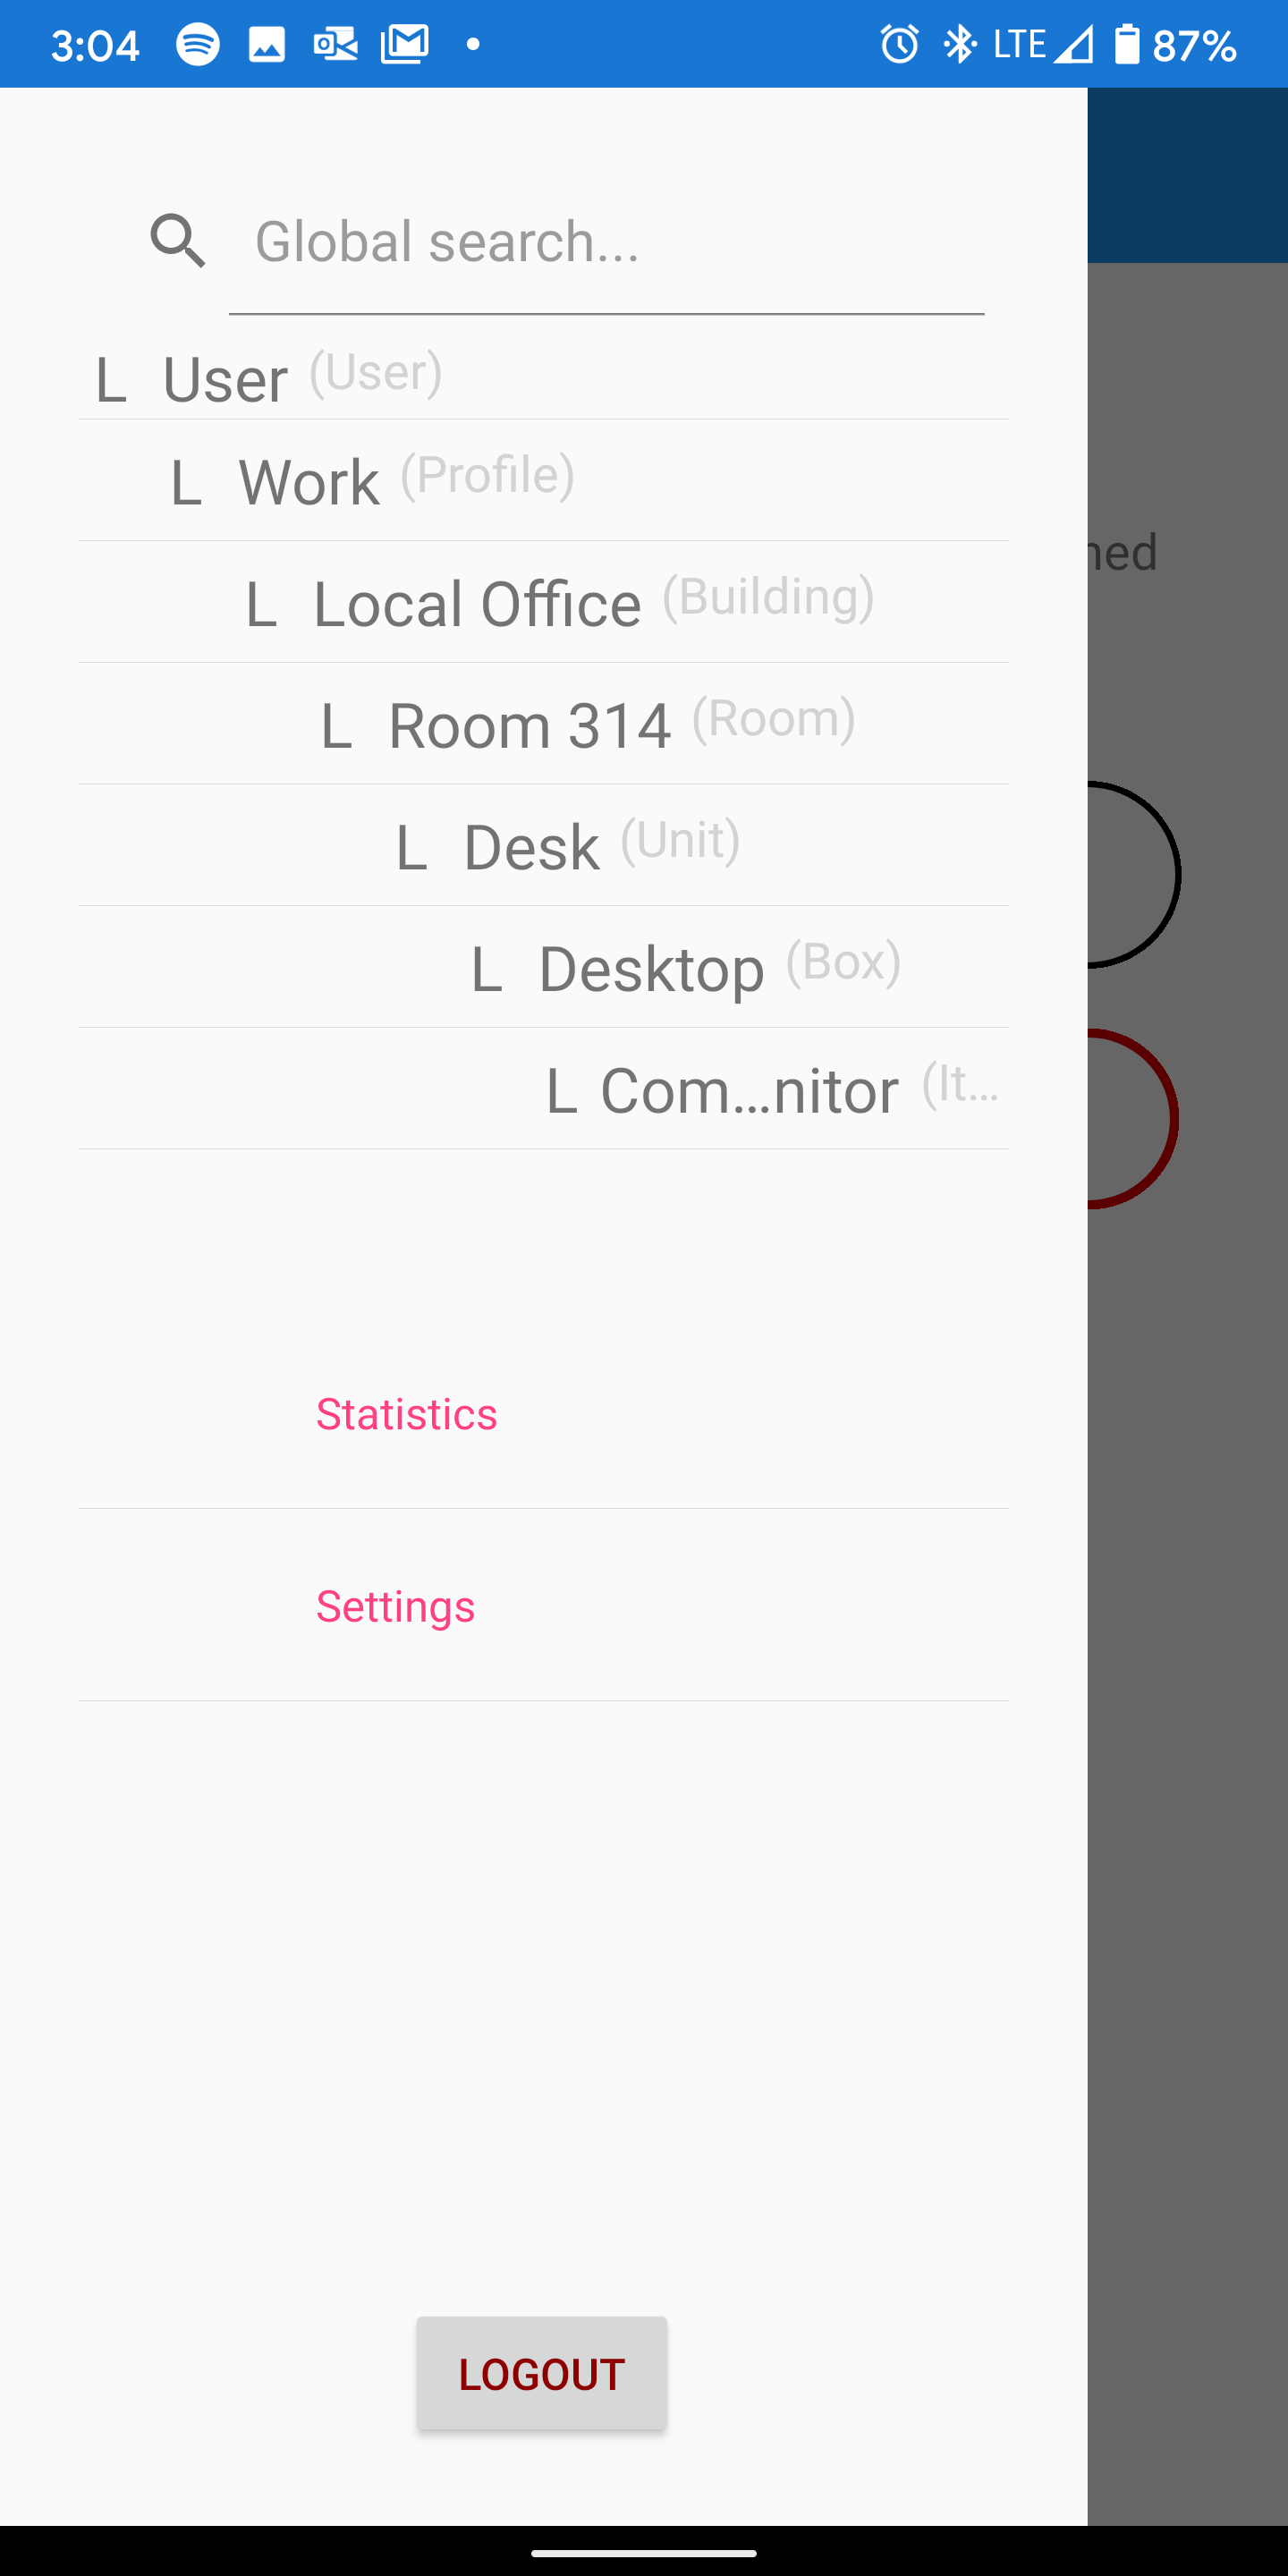 3:04 LTE 87%
Global search...
L User (User)
L Work (Profile)
L Local Office (Building)
ned
L Room 314 (Room)
L Desk (Unit)
L Desktop (Box)
L Com...nitor (It...
Statistics
Settings
LOGOUT